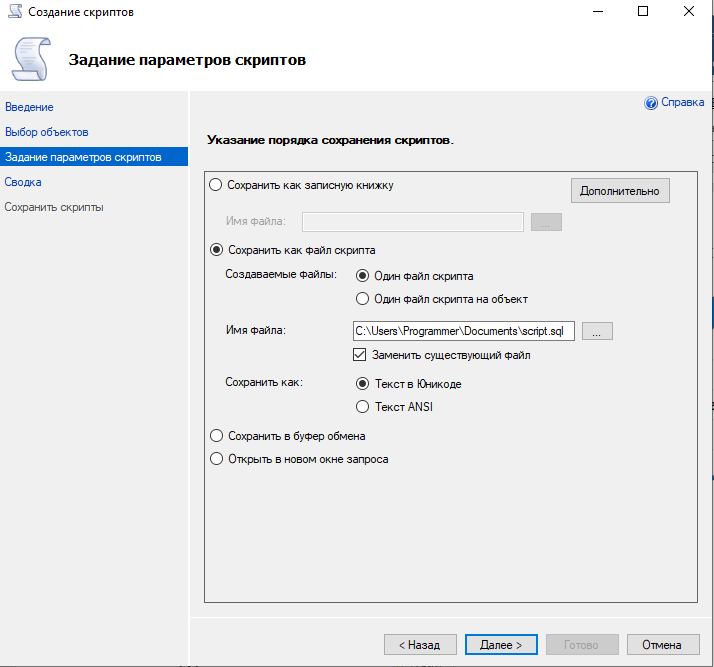 Создание скриптов
Задание параметров скриптов
Введение
Выбор объектов
Задание параметров скриптов
Сводка
Сохранить скрипты
Справка
Указание порядка сохранения скриптов.
Сохранить как записную книжку
Дополнительно
Имя файла:
...
Сохранить как файл скрипта
Создаваемые файлы:
Один файл скрипта
Один файл скрипта на объект
Имя файла:
C:\Users\Programmer\Documents\script.sql
...
Заменить существующий файл
Сохранить как:
Текст в Юникоде
Текст ANSI
Сохранить в буфер обмена
Открыть в новом окне запроса
< Назад
Далее >
Готово
Отмена